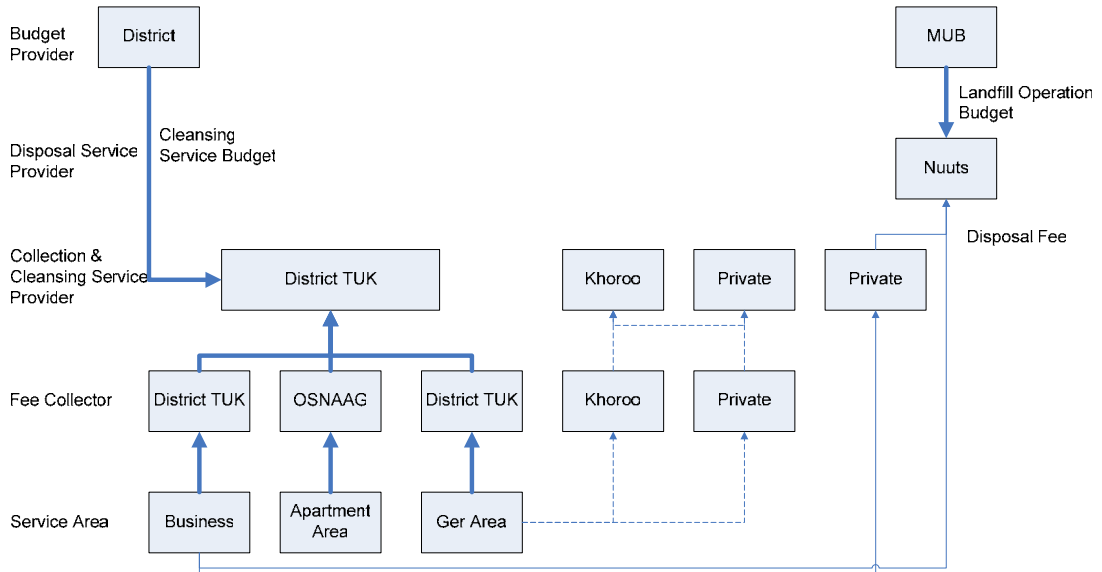 Budget
Provider
District
MUB
Landfill Operation
Budget
Cleansing
Service Budget
Disposal Service
Provider
Nuuts
Disposal Fee
Collection &
Cleansing Service
Provider
District TUK
Khoroo
Private
Private
Fee Collector
District TUK
OSNAAG
District TUK
Khoroo
Private
Service Area
Business
Apartment
Area
Ger Area